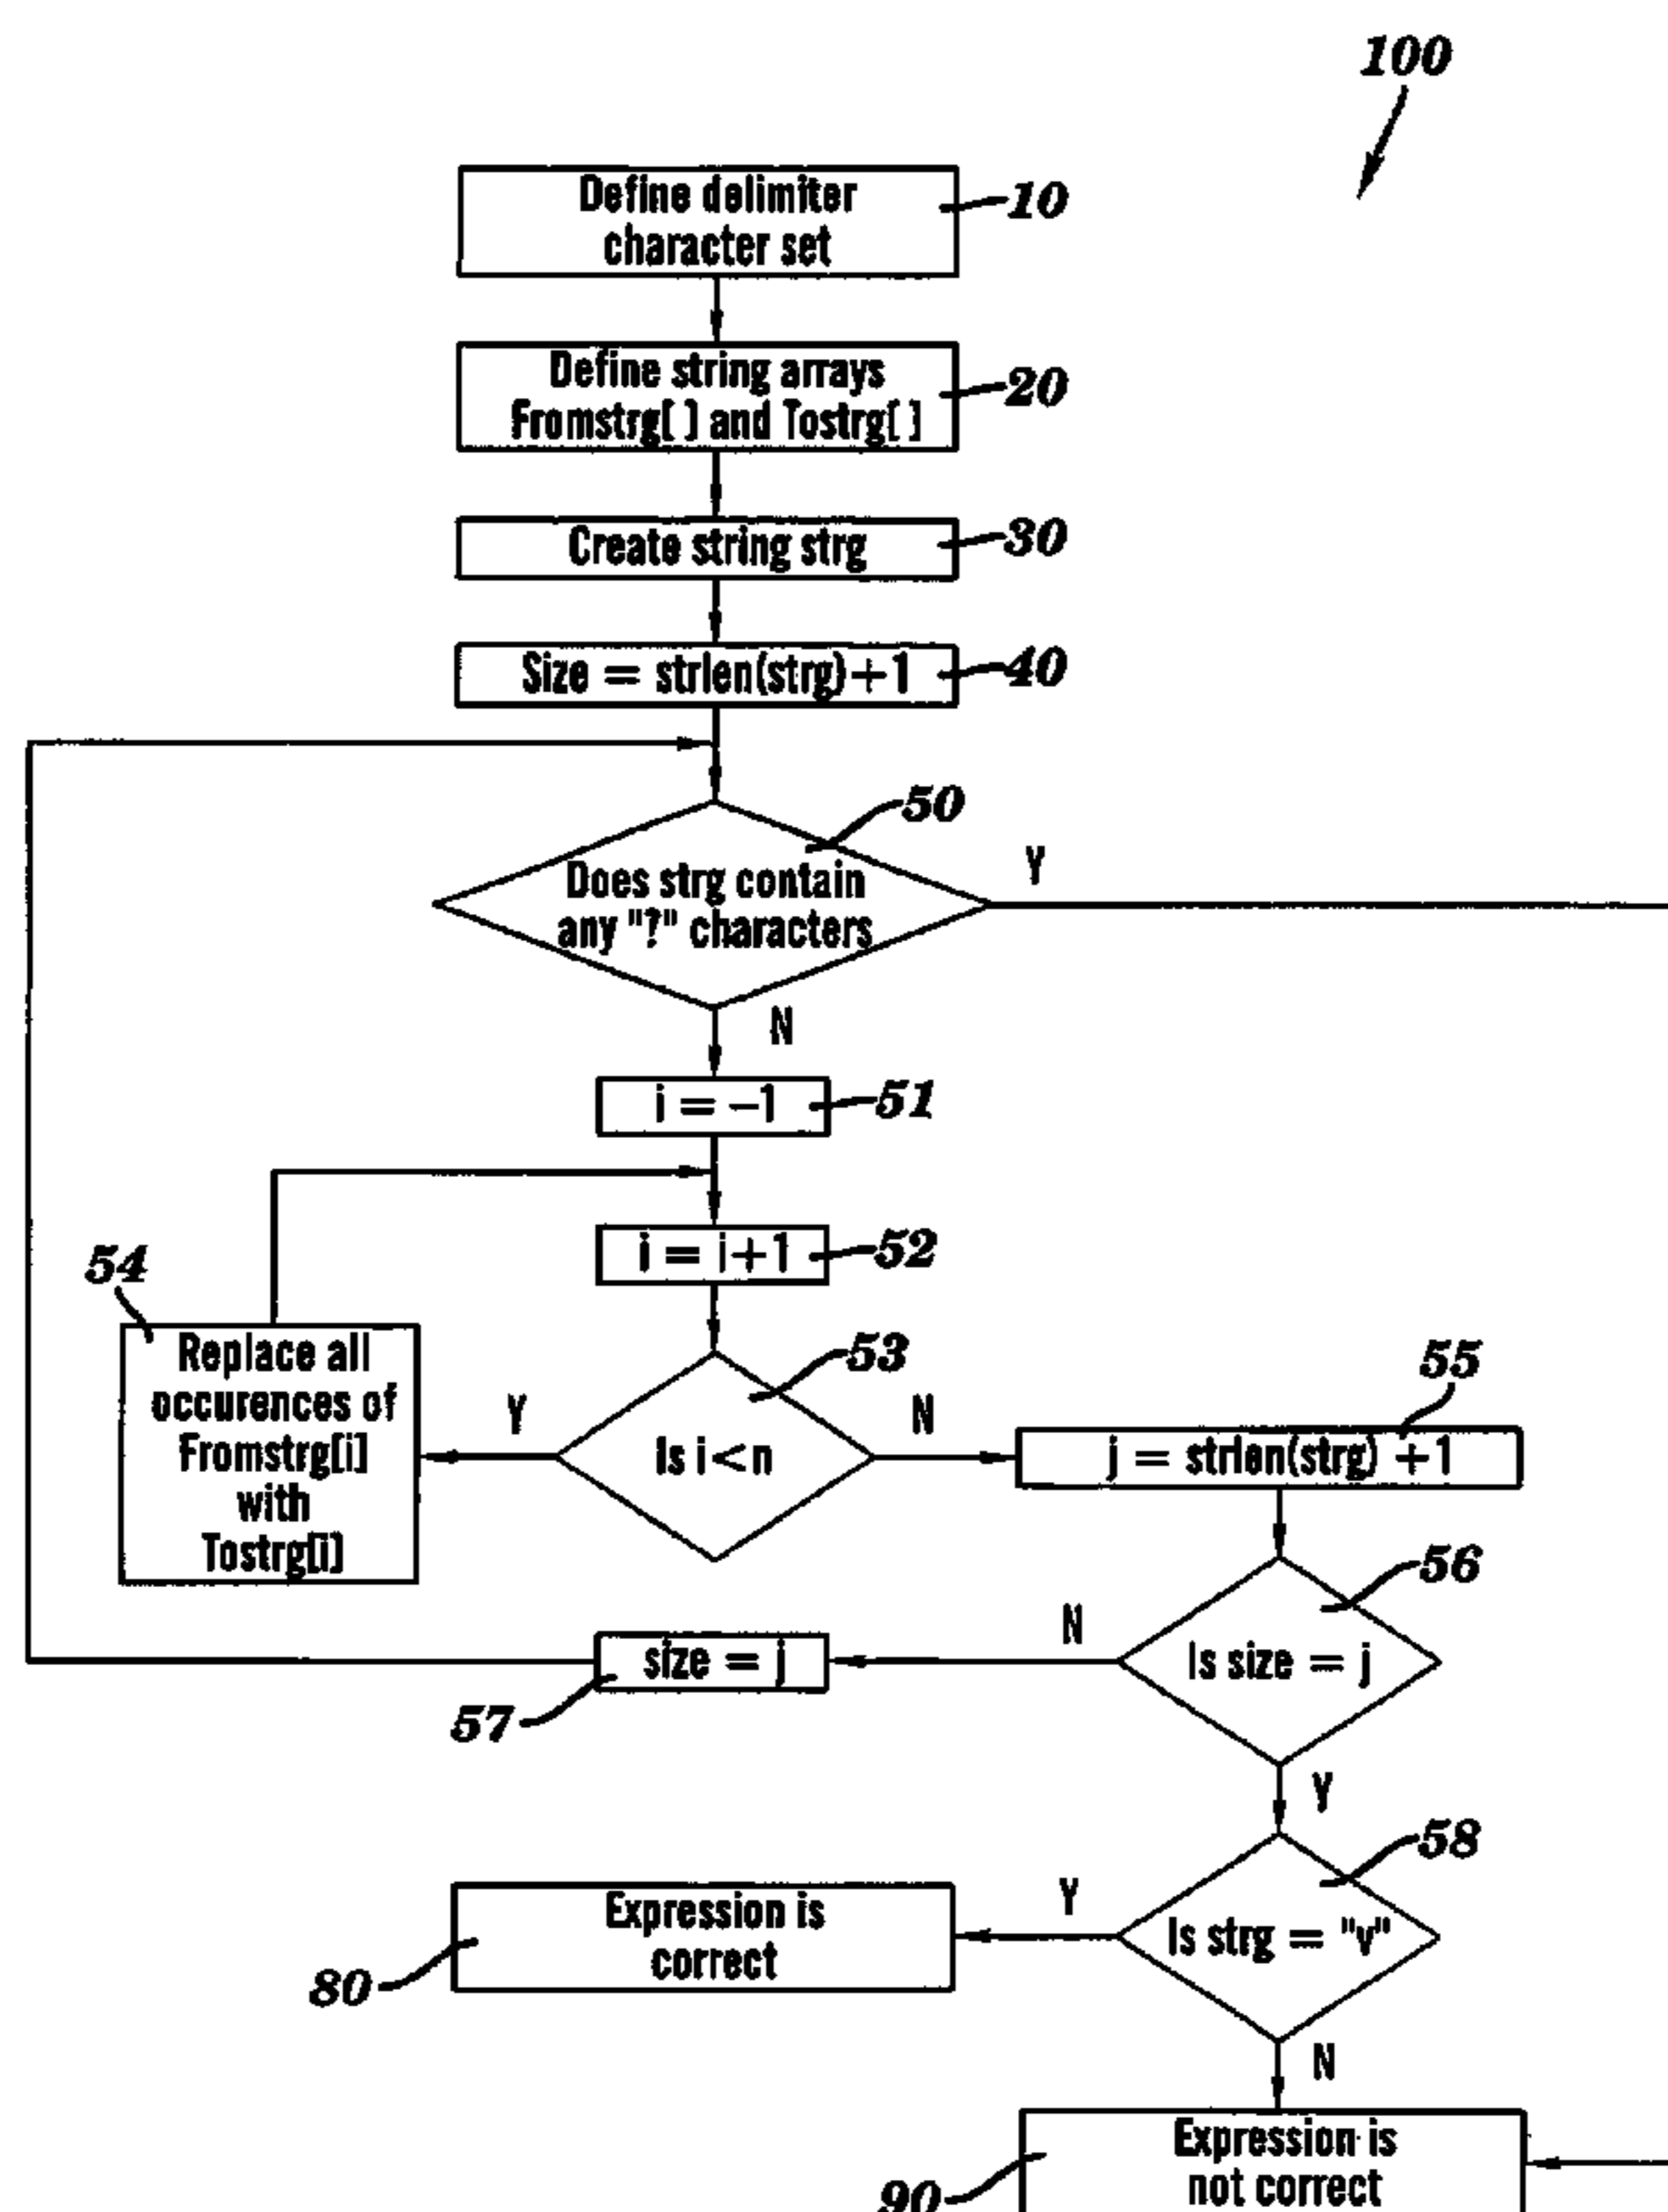 100
Define delimiter
character set
10
Define string arrays
Fromstrg[ ] and Tostrg[ ]
20
Create string strg
30
Size = strlen(strg)+1
40
50
Does strg contain
any "?" characters
Y
N
i = -1
51
i = i+1
52
54
Replace all
occurences of
Fromstrg[i]
with
Tostrg[i]
53
Y
Is i<n
N
55
j = strlen(strg) +1
56
Is size = j
N
size = j
57
Y
58
Is strg = "v"
Y
Expression is
correct
80
N
Expression is
not correct
90